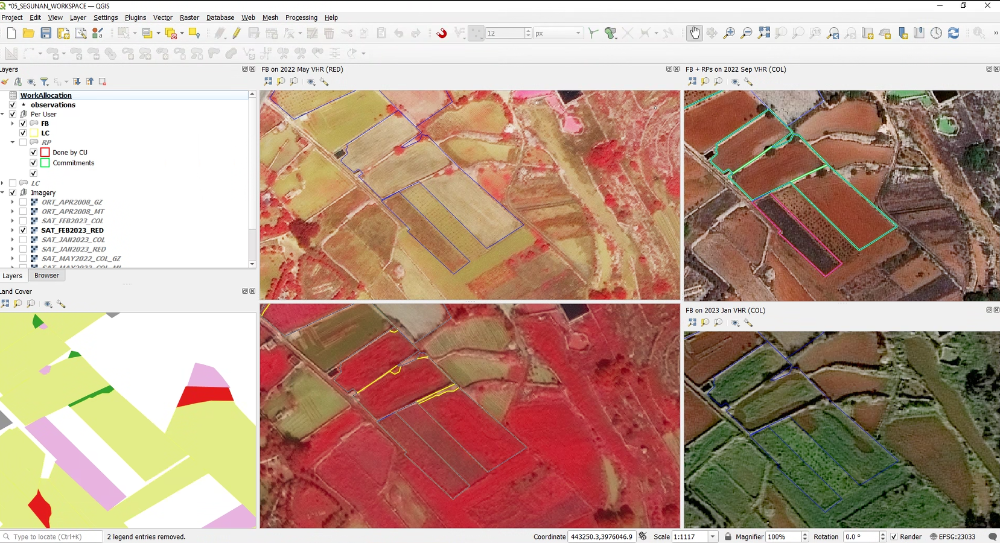 *05_SEGUNAN_WORKSPACE — QGIS
Project Edit View Layer Settings Plugins Vector Raster Database Web Mesh Processing Help
12 px
Layers
WorkAllocation
observations
Per User
FB
LC
RP
Done by CU
Commitments
LC
Imagery
ORT_APR2008_GZ
ORT_APR2008_MT
SAT_FEB2023_COL
SAT_FEB2023_RED
SAT_JAN2023_COL
SAT_JAN2023_RED
SAT_MAY2022_COL_GZ
Layers Browser
Land Cover
FB on 2022 May VHR (RED)
FB + RPs on 2022 Sep VHR (COL)
FB on 2023 Jan VHR (COL)
Type to locate (Ctrl+K) 2 legend entries removed. Coordinate 443250.3,3976046.9 Scale 1:1117 Magnifier 100% Rotation 0.0 ° Render EPSG:23033